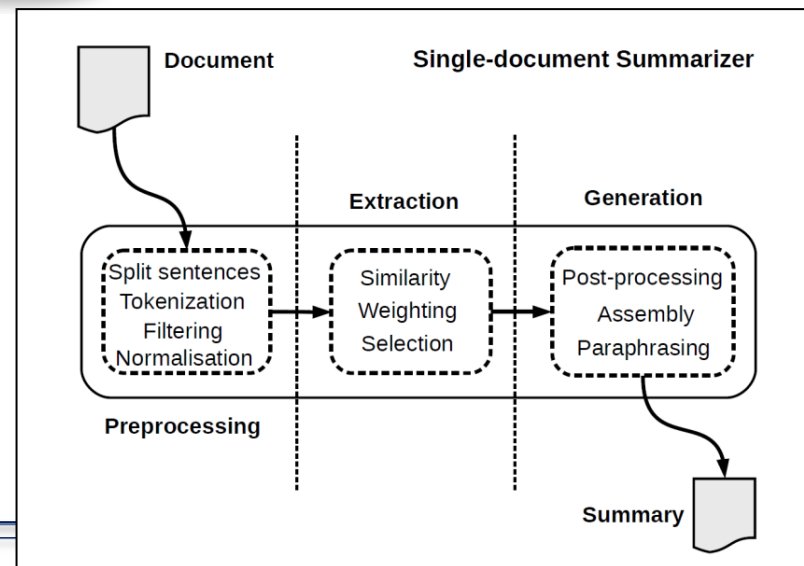 Document
Single-document Summarizer
Extraction
Generation
Split sentences
Tokenization
Filtering
Normalisation
Similarity
Weighting
Selection
Post-processing
Assembly
Paraphrasing
Preprocessing
Summary